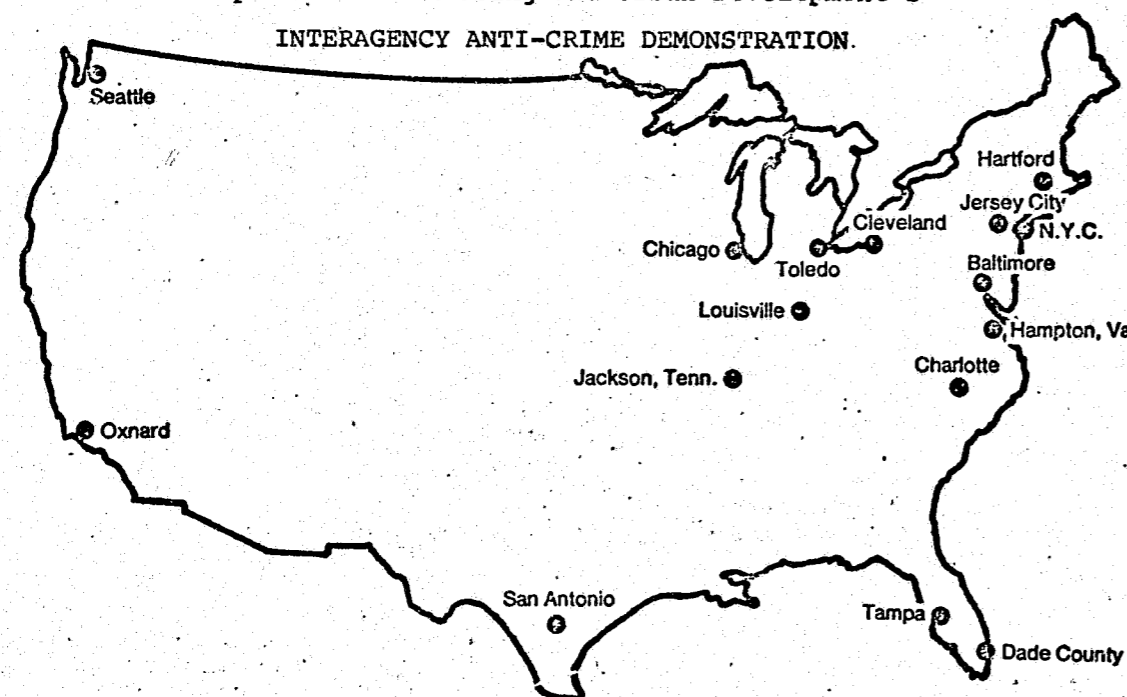 INTERAGENCY ANTI-CRIME DEMONSTRATION.
Seattle
Hartford
Jersey City
N.Y.C.
Cleveland
Chicago
Toledo
Baltimore
Louisville
Hampton, Va
Jackson, Tenn.
Charlotte
Oxnard
San Antonio
Tampa
Dade County